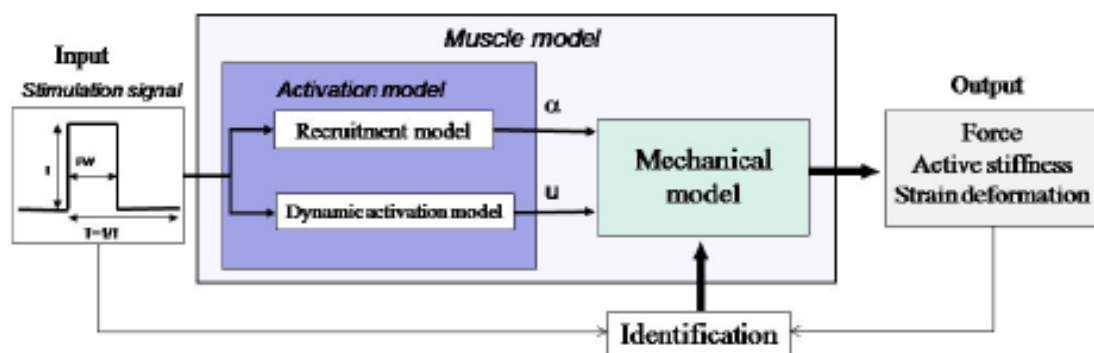 Muscle model
Input
Stimulation signal
I
PW
T=1/f
Activation model
Recruitment model
Dynamic activation model
α
u
Mechanical
model
Output
Force
Active stiffness
Strain deformation
Identification